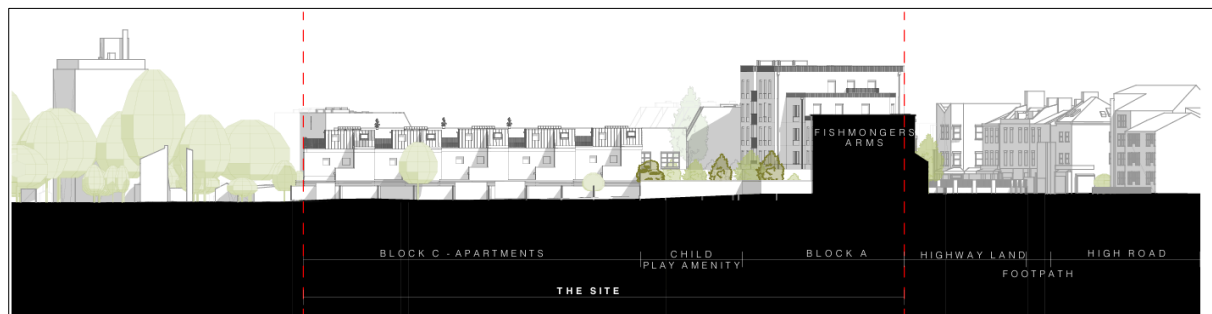 FISHMONGERS
ARMS
BLOCK C - APARTMENTS
CHILD
PLAY AMENITY
BLOCK A
HIGHWAY LAND
FOOTPATH
HIGH ROAD
THE SITE